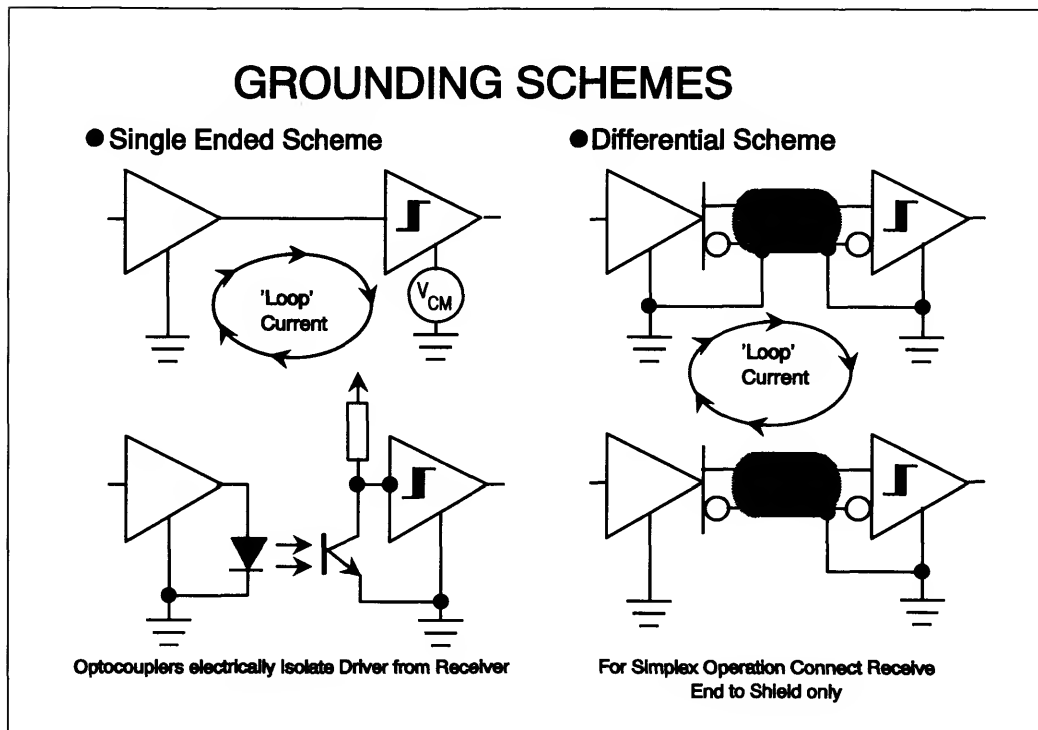 GROUNDING SCHEMES
● Single Ended Scheme
'Loop'
Current
VCM
Optocouplers electrically Isolate Driver from Receiver
● Differential Scheme
'Loop'
Current
For Simplex Operation Connect Receive
End to Shield only